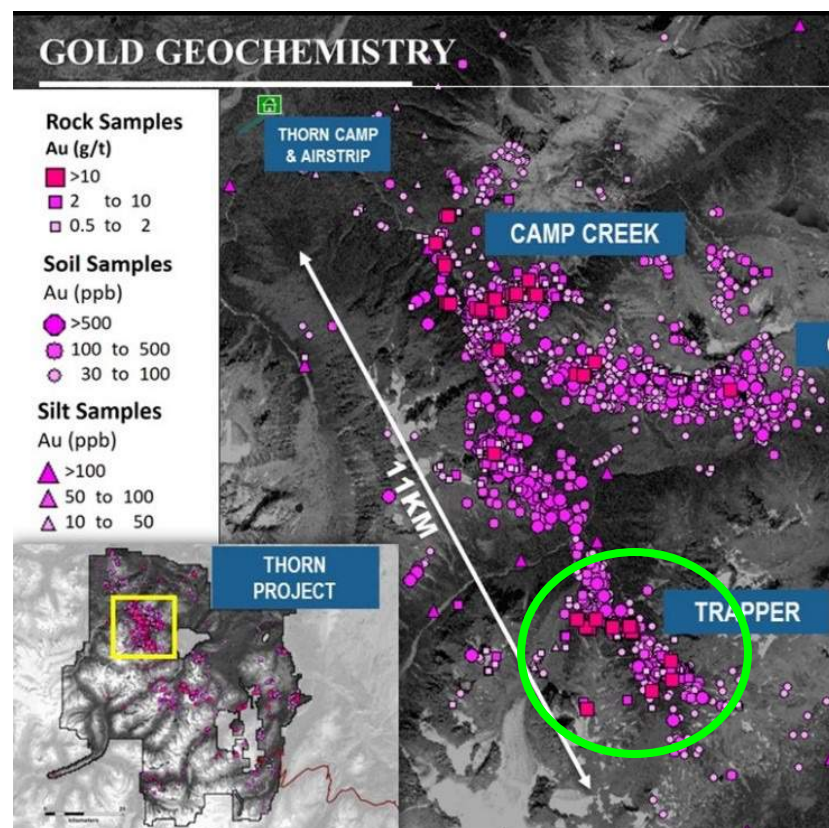 GOLD GEOCHEMISTRY
Rock Samples
Au (g/t)
>10
2 to 10
0.5 to 2
Soil Samples
Au (ppb)
>500
100 to 500
30 to 100
Silt Samples
Au (ppb)
>100
50 to 100
10 to 50
THORN CAMP
& AIRSTRIP
CAMP CREEK
11KM
TRAPPER
THORN
PROJECT
kilometers